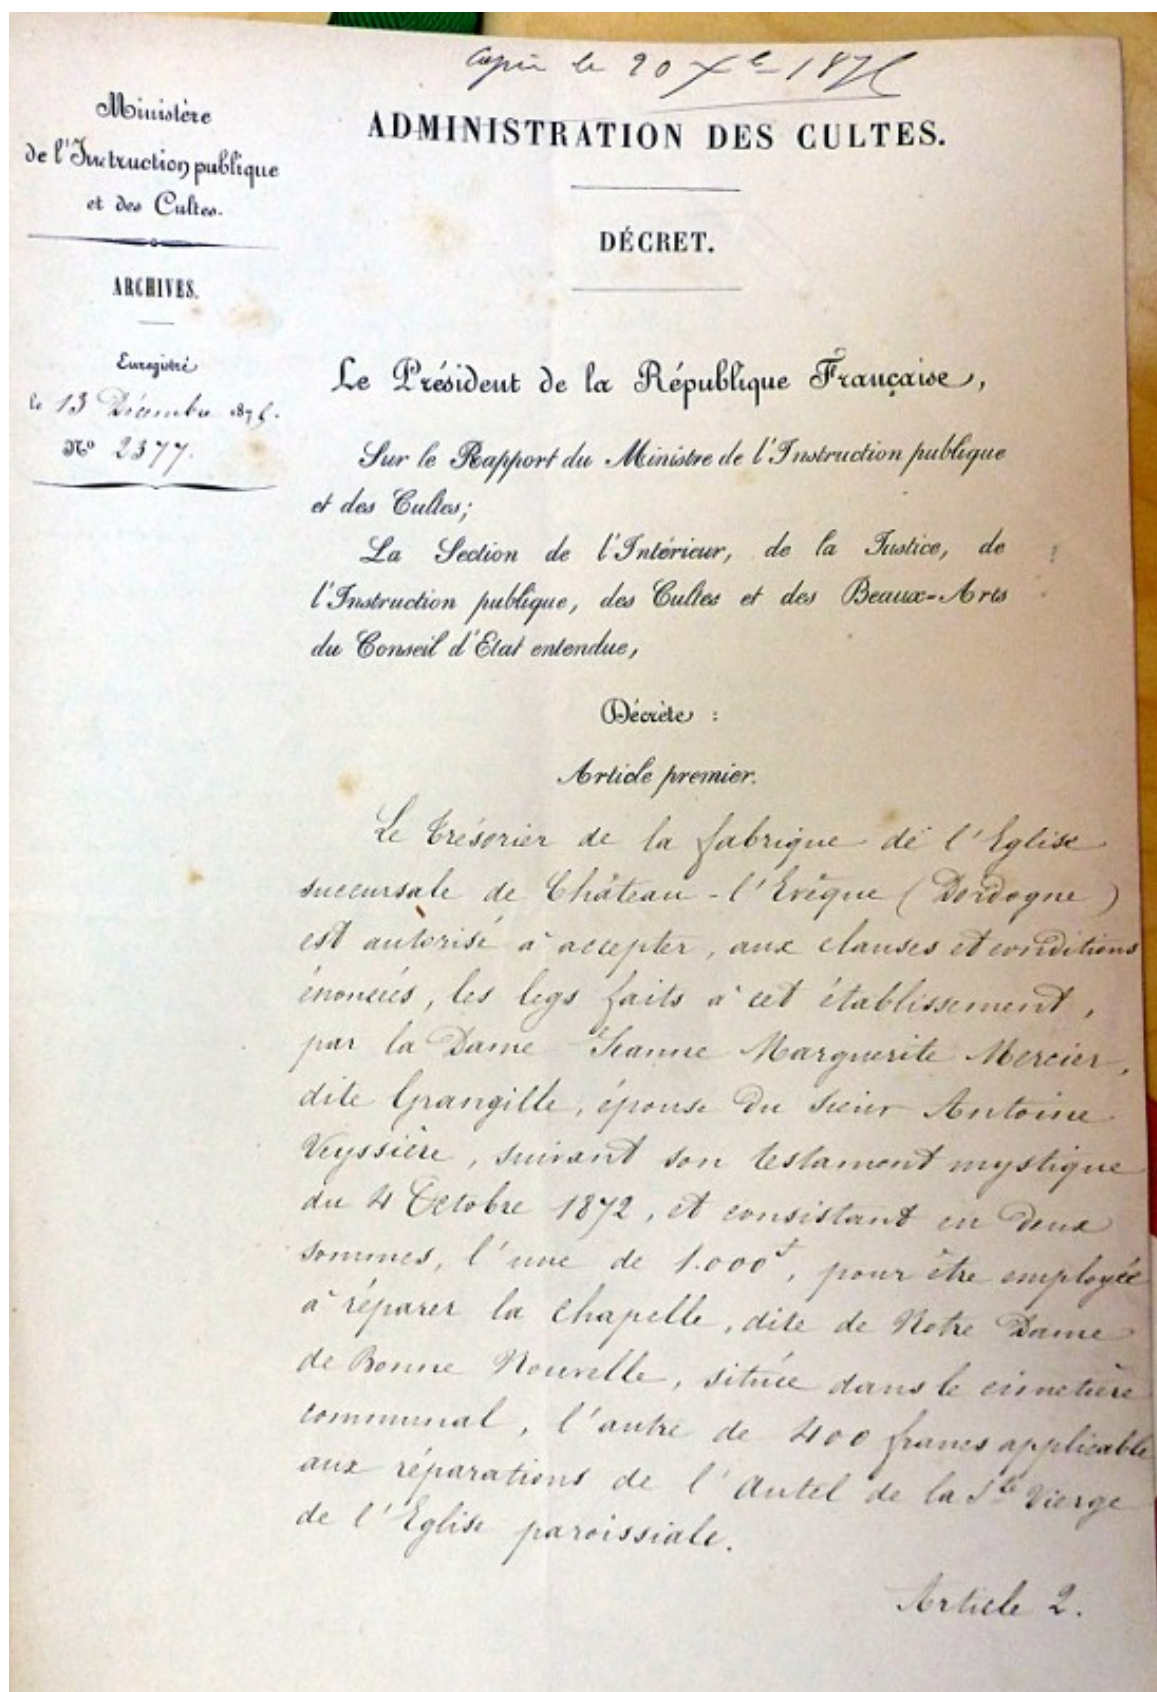 Copié le 20 Xbre 187
ADMINISTRATION DES CULTES.
DÉCRET.
Ministère
de l'Instruction publique
et des Cultes.
ARCHIVES.
Enregistré
le 13 Décembre 187
No 2377.
Le Président de la République Française,
Sur le Rapport du Ministre de l'Instruction publique
et des Cultes;
La Section de l'Intérieur, de la Justice, de
l'Instruction publique, des Cultes et des Beaux-Arts
du Conseil d'Etat entendue,
Décrète :
Article premier.
Le trésorier de la fabrique de l'Eglise
succursale de Château-l'Evêque (Dordogne)
est autorisé à accepter, aux clauses et conditions
énoncées, les legs faits à cet établissement,
par la Dame Jeanne Marguerite Mercier,
dite Grangille, épouse du sieur Antoine
Veyssière, suivant son testament mystique
du 4 Octobre 1872, et consistant en deux
sommes, l'une de 1.000f, pour être employée
à réparer la chapelle, dite de Notre Dame
de Bonne Nouvelle, située dans le cimetière
communal, l'autre de 400 francs applicable
aux réparations de l'Autel de la Ste Vierge
de l'Eglise paroissiale.
Article 2.